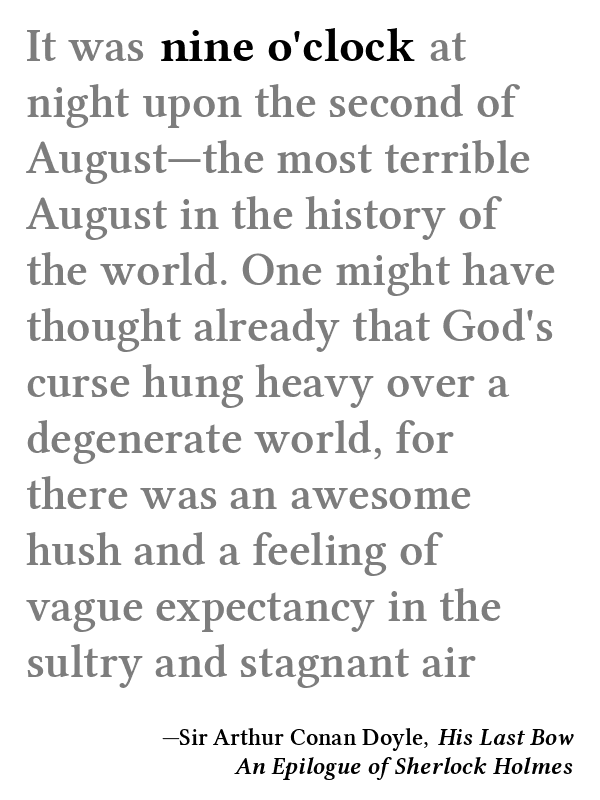 It was nine o'clock at
night upon the second of
August—the most terrible
August in the history of
the world. One might have
thought already that God's
curse hung heavy over a
degenerate world, for
there was an awesome
hush and a feeling of
vague expectancy in the
sultry and stagnant air
—Sir Arthur Conan Doyle, His Last Bow
An Epilogue of Sherlock Holmes